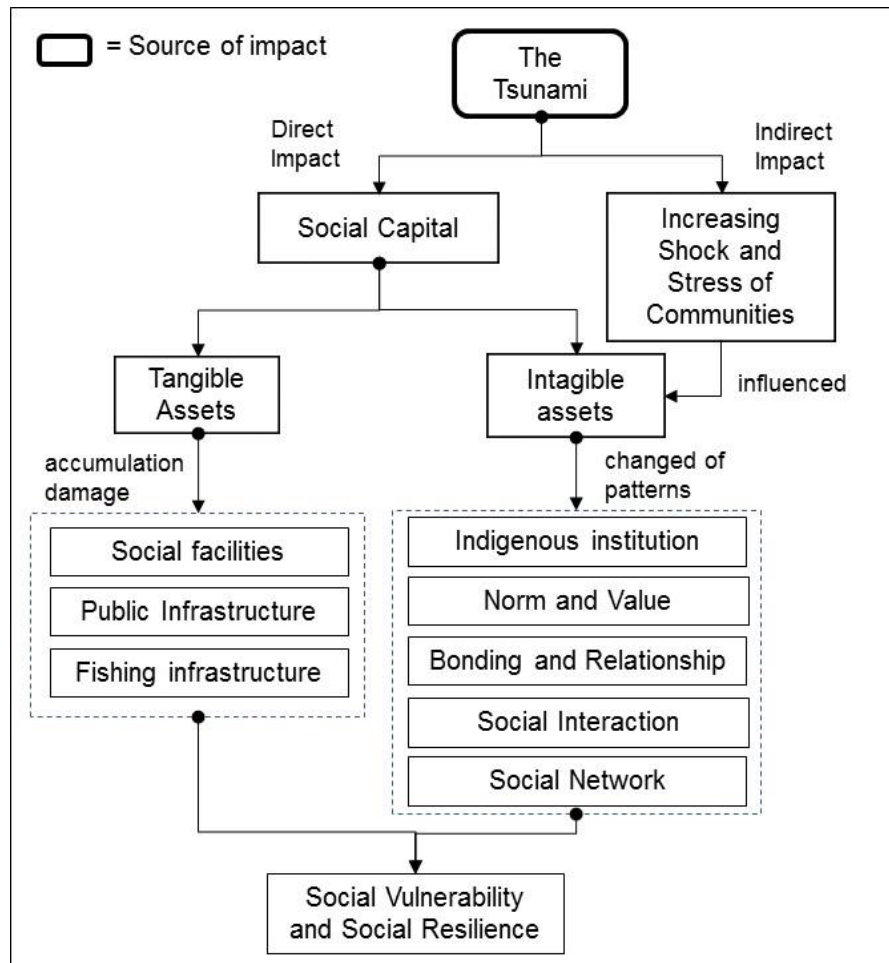 = Source of impact
The
Tsunami
Direct
Impact
Indirect
Impact
Social Capital
Increasing
Shock and
Stress of
Communities
Tangible
Assets
Intagible
assets
influenced
accumulation
damage
changed of
patterns
Social facilities
Public Infrastructure
Fishing infrastructure
Indigenous institution
Norm and Value
Bonding and Relationship
Social Interaction
Social Network
Social Vulnerability
and Social Resilience